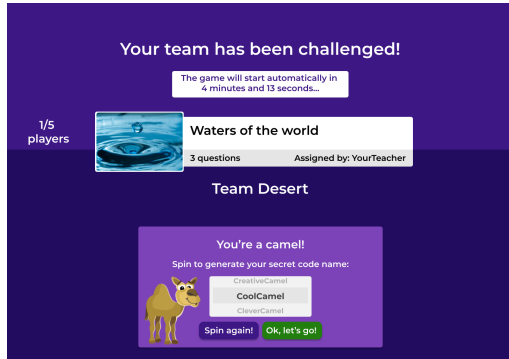 Your team has been challenged!
The game will start automatically in
4 minutes and 13 seconds...
1/5
players
Waters of the world
3 questions
Assigned by: YourTeacher
Team Desert
You're a camel!
Spin to generate your secret code name:
CreativeCamel
CoolCamel
CleverCamel
Spin again!
Ok, let's go!